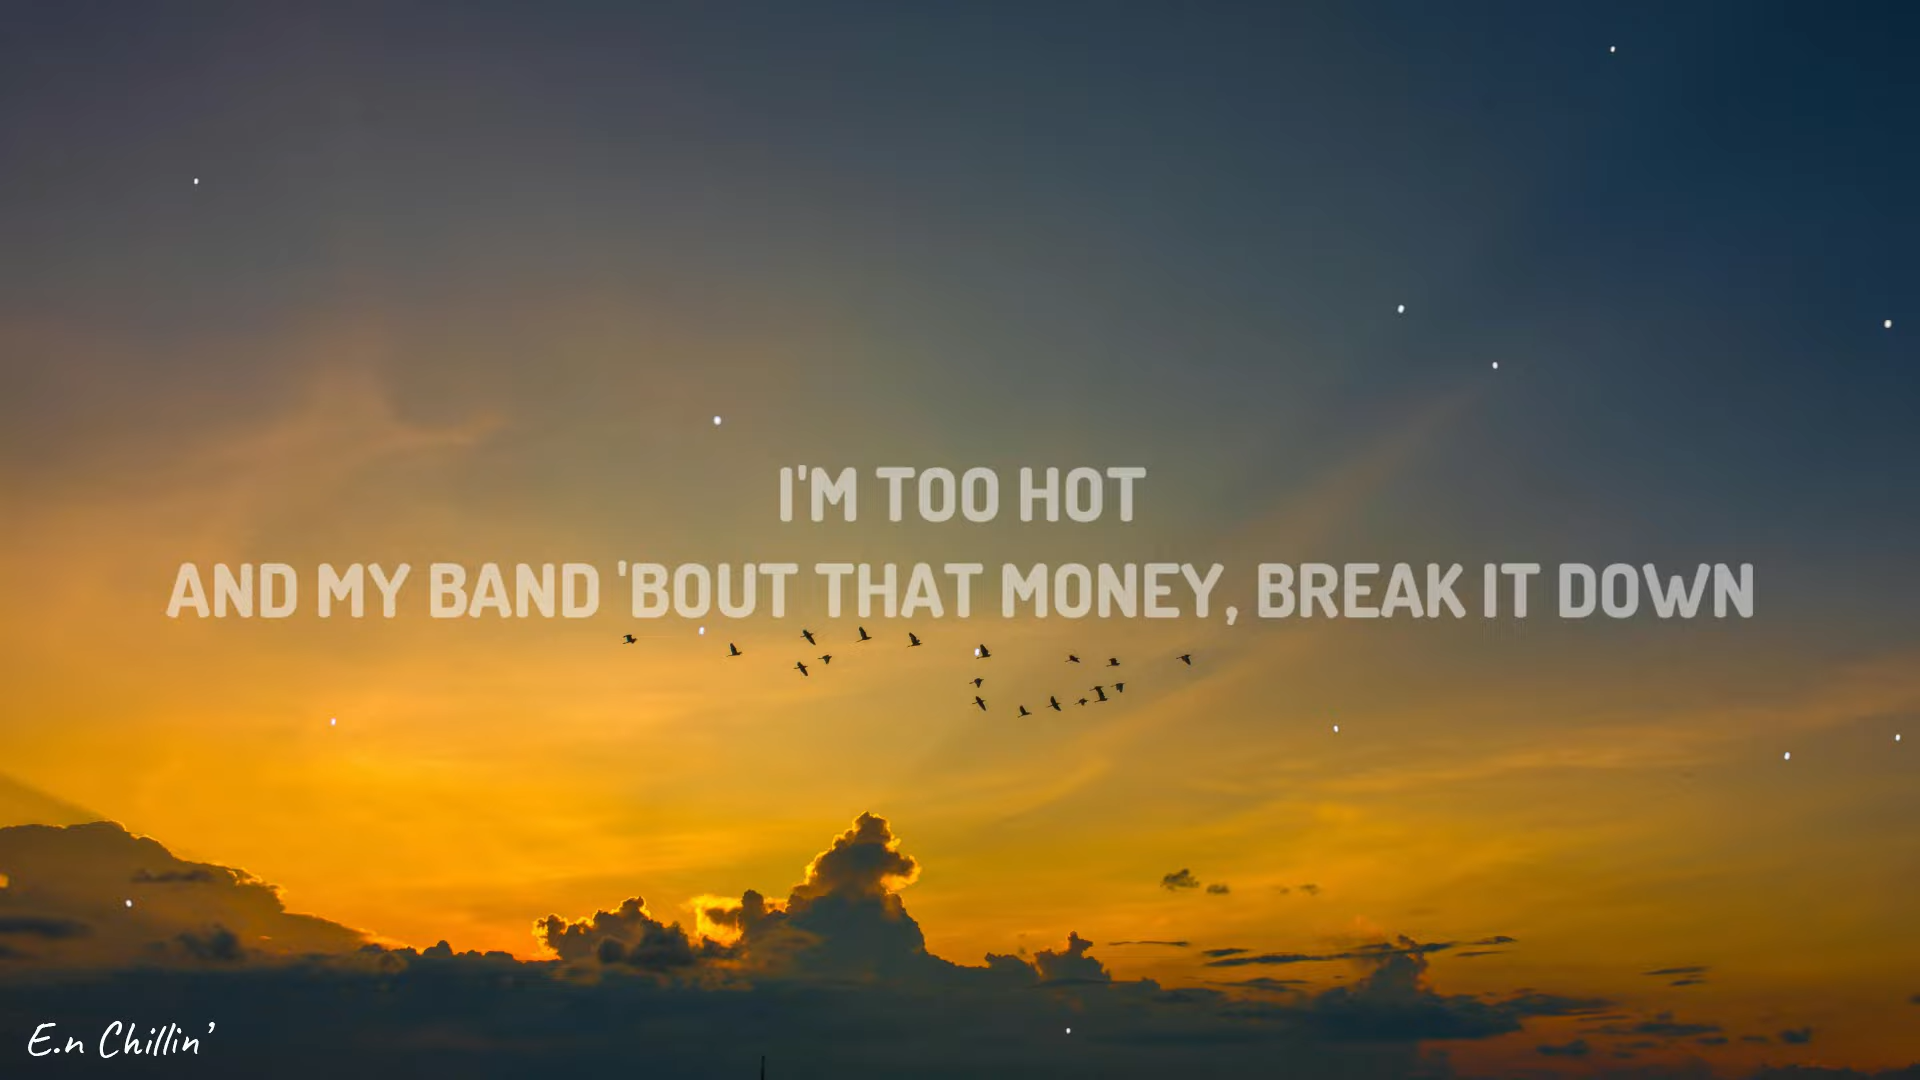 I'M TOO HOT
AND MY BAND 'BOUT THAT MONEY, BREAK IT DOWN
E.n Chillin'